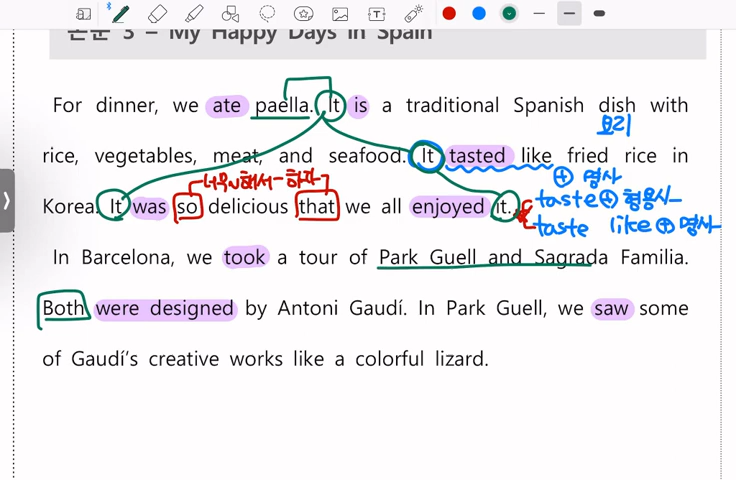 본문 3 – My Happy Days in Spain
For dinner, we ate paella. It is a traditional Spanish dish with
요리
rice, vegetables, meat, and seafood. It tasted like fried rice in
⊕ 명사
너무~해서 ~하다
Korea. It was so delicious that we all enjoyed it.
taste ⊕ 형용사
taste like ⊕ 명사
In Barcelona, we took a tour of Park Guell and Sagrada Familia.
Both were designed by Antoni Gaudí. In Park Guell, we saw some
of Gaudí's creative works like a colorful lizard.